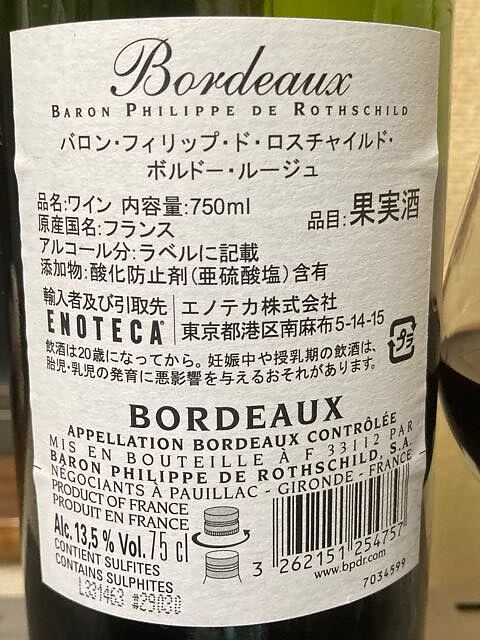 Bordeaux
BARON PHILIPPE DE ROTHSCHILD
バロン・フィリップ・ド・ロスチャイルド・
ボルドー・ルージュ
品名:ワイン 内容量:750ml
品目:果実酒
原産国名:フランス
アルコール分:ラベルに記載
添加物:酸化防止剤(亜硫酸塩)含有
輸入者及び引取先
ENOTECA
エノテカ株式会社
東京都港区南麻布5-14-15
プラ
飲酒は20歳になってから。妊娠中や授乳期の飲酒は、
胎児・乳児の発育に悪影響を与えるおそれがあります。
BORDEAUX
APPELLATION BORDEAUX CONTRÔLÉE
MIS EN BOUTEILLE À F 33112 PAR
BARON PHILIPPE DE ROTHSCHILD, S.A.
NÉGOCIANTS À PAUILLAC - GIRONDE - FRANCE
PRODUCT OF FRANCE
PRODUIT EN FRANCE
Alc. 13,5 % Vol. 75 cl
CONTIENT SULFITES
CONTAINS SULPHITES
L331463 #29030
3 262151 254757
www.bpdr.com
7034599